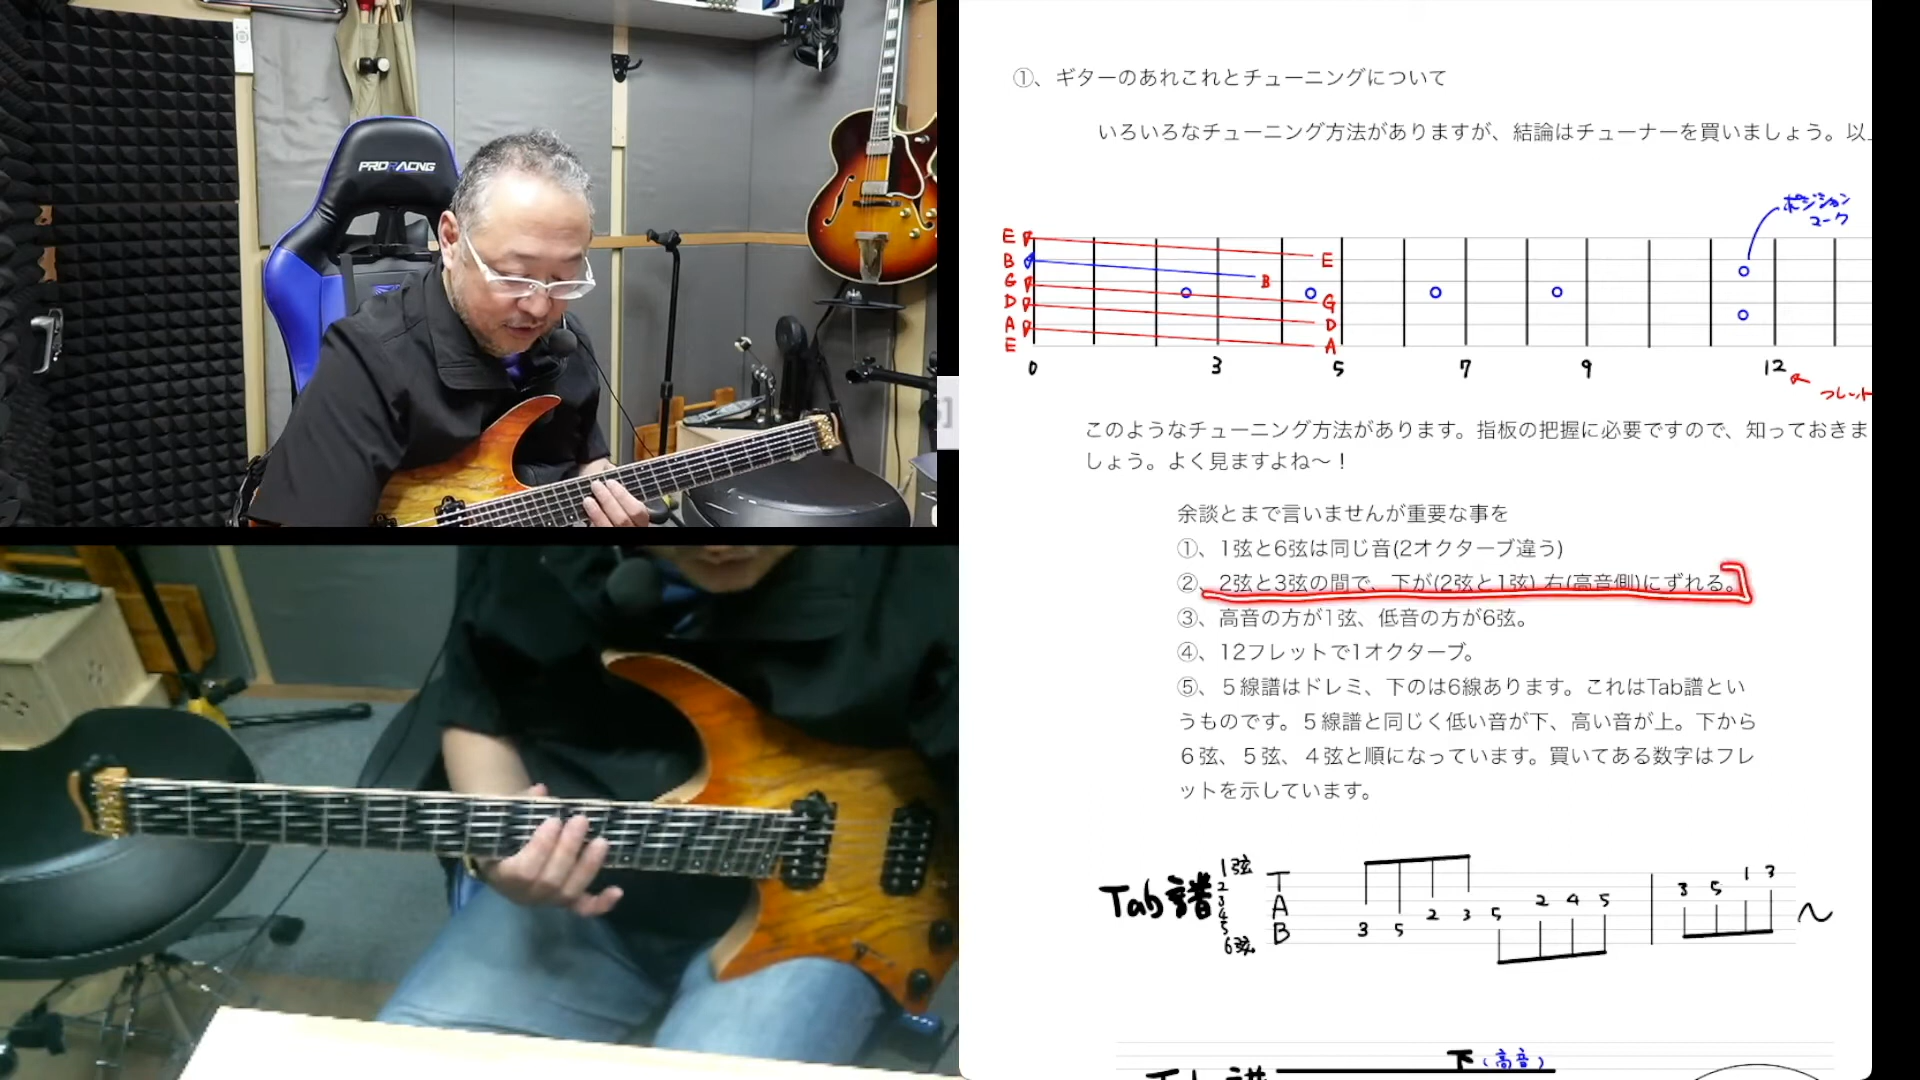 PRORACING
①、ギターのあれこれとチューニングについて
いろいろなチューニング方法がありますが、結論はチューナーを買いましょう。以
ポジション
マーク
E
B
G
D
A
E
E
B
G
D
A
0 3 5 7 9 12
フレット
このようなチューニング方法があります。指板の把握に必要ですので、知っておきま
しょう。よく見ますよね〜！
余談とまで言いませんが重要な事を
①、1弦と6弦は同じ音(2オクターブ違う)
②、2弦と3弦の間で、下が(2弦と1弦) 右(高音側)にずれる。
③、高音の方が1弦、低音の方が6弦。
④、12フレットで1オクターブ。
⑤、５線譜はドレミ、下のは6線あります。これはTab譜とい
うものです。５線譜と同じく低い音が下、高い音が上。下から
６弦、５弦、４弦と順になっています。買いてある数字はフレ
ットを示しています。
Tab譜
1弦
2
3
4
5
6弦
T
A
B
3 5 2 3 5 2 4 5 3 5 1 3
下(高音)